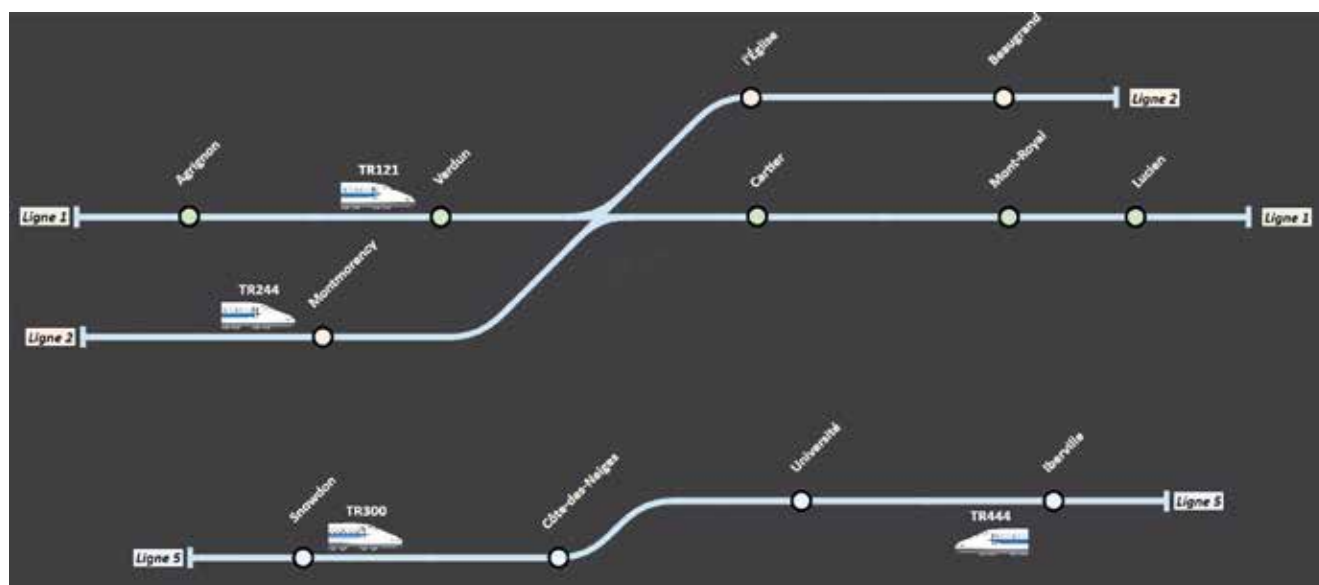 l'Église
Beaugrand
Ligne 2
Agrignon
TR121
Verdun
Cartier
Mont-Royal
Lucien
Ligne 1
Ligne 1
TR244
Montmorency
Ligne 2
Snowdon
TR300
Côte-des-Neiges
Université
Iberville
Ligne 5
TR444
Ligne 5